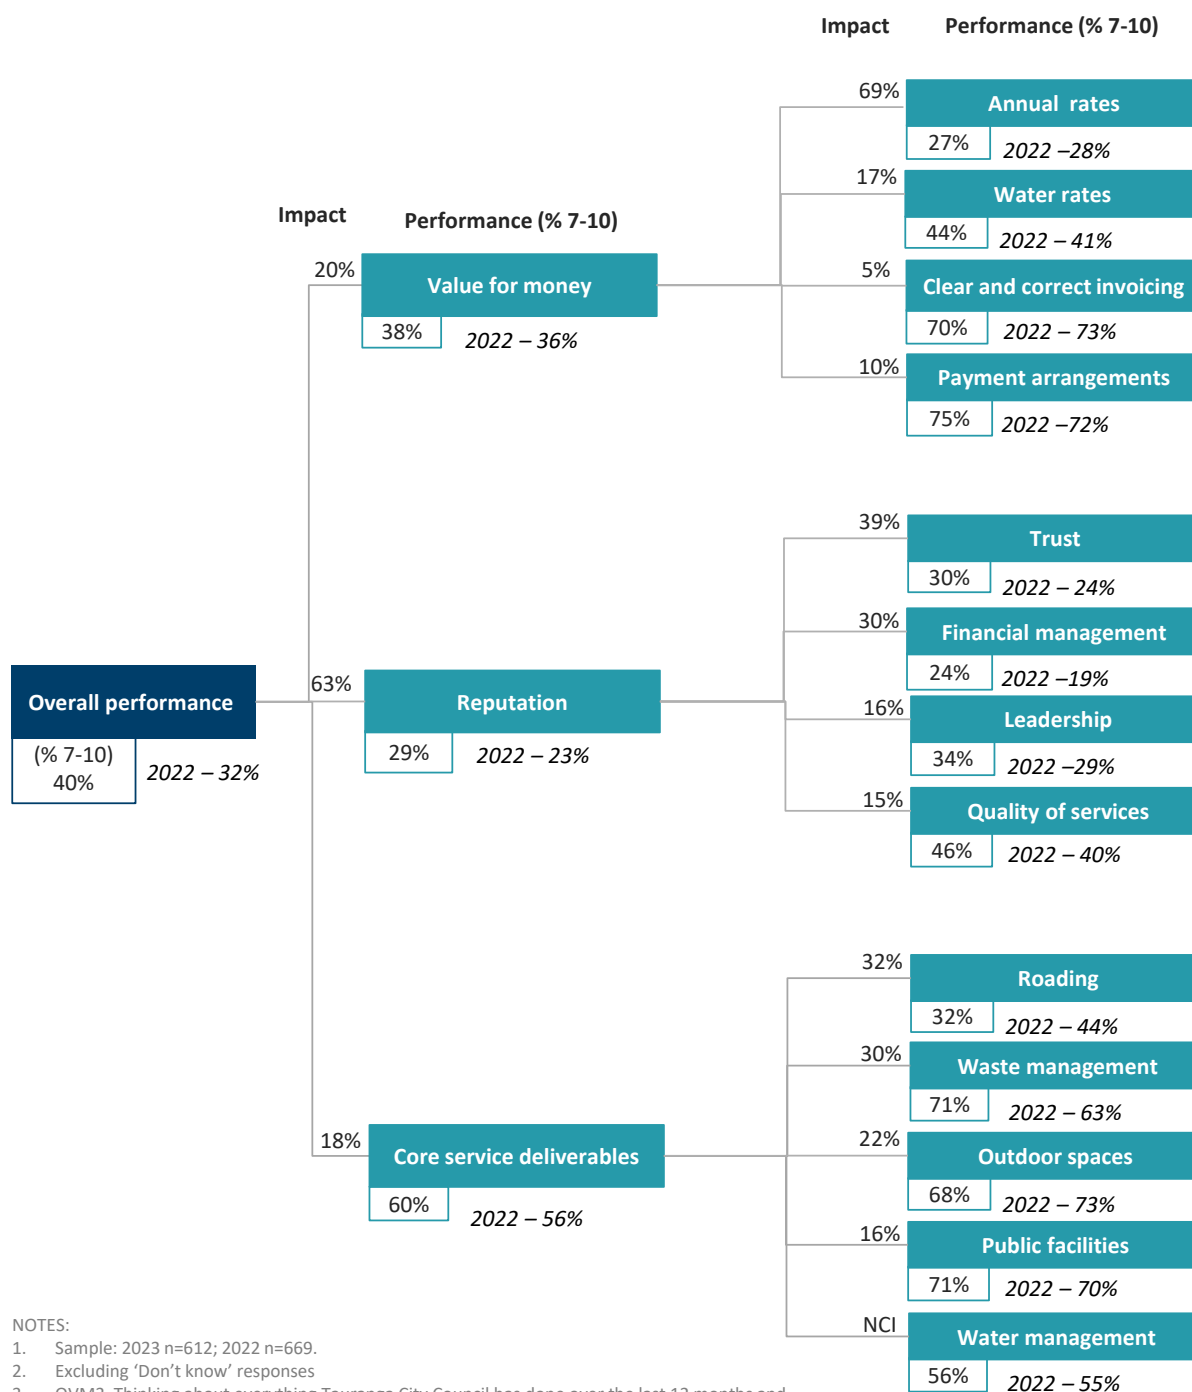 Impact Performance (% 7-10)
69% Annual rates
27% 2022 –28%
17% Water rates
44% 2022 – 41%
Impact Performance (% 7-10)
20% Value for money
38% 2022 – 36%
5% Clear and correct invoicing
70% 2022 – 73%
10% Payment arrangements
75% 2022 –72%
39% Trust
30% 2022 – 24%
30% Financial management
24% 2022 –19%
Overall performance
(% 7-10)
40% 2022 – 32%
63% Reputation
29% 2022 – 23%
16% Leadership
34% 2022 –29%
15% Quality of services
46% 2022 – 40%
32% Roading
32% 2022 – 44%
30% Waste management
71% 2022 – 63%
18% Core service deliverables
60% 2022 – 56%
22% Outdoor spaces
68% 2022 – 73%
16% Public facilities
71% 2022 – 70%
NCI Water management
56% 2022 – 55%
NOTES:
1. Sample: 2023 n=612; 2022 n=669.
2. Excluding ‘Don’t know’ responses